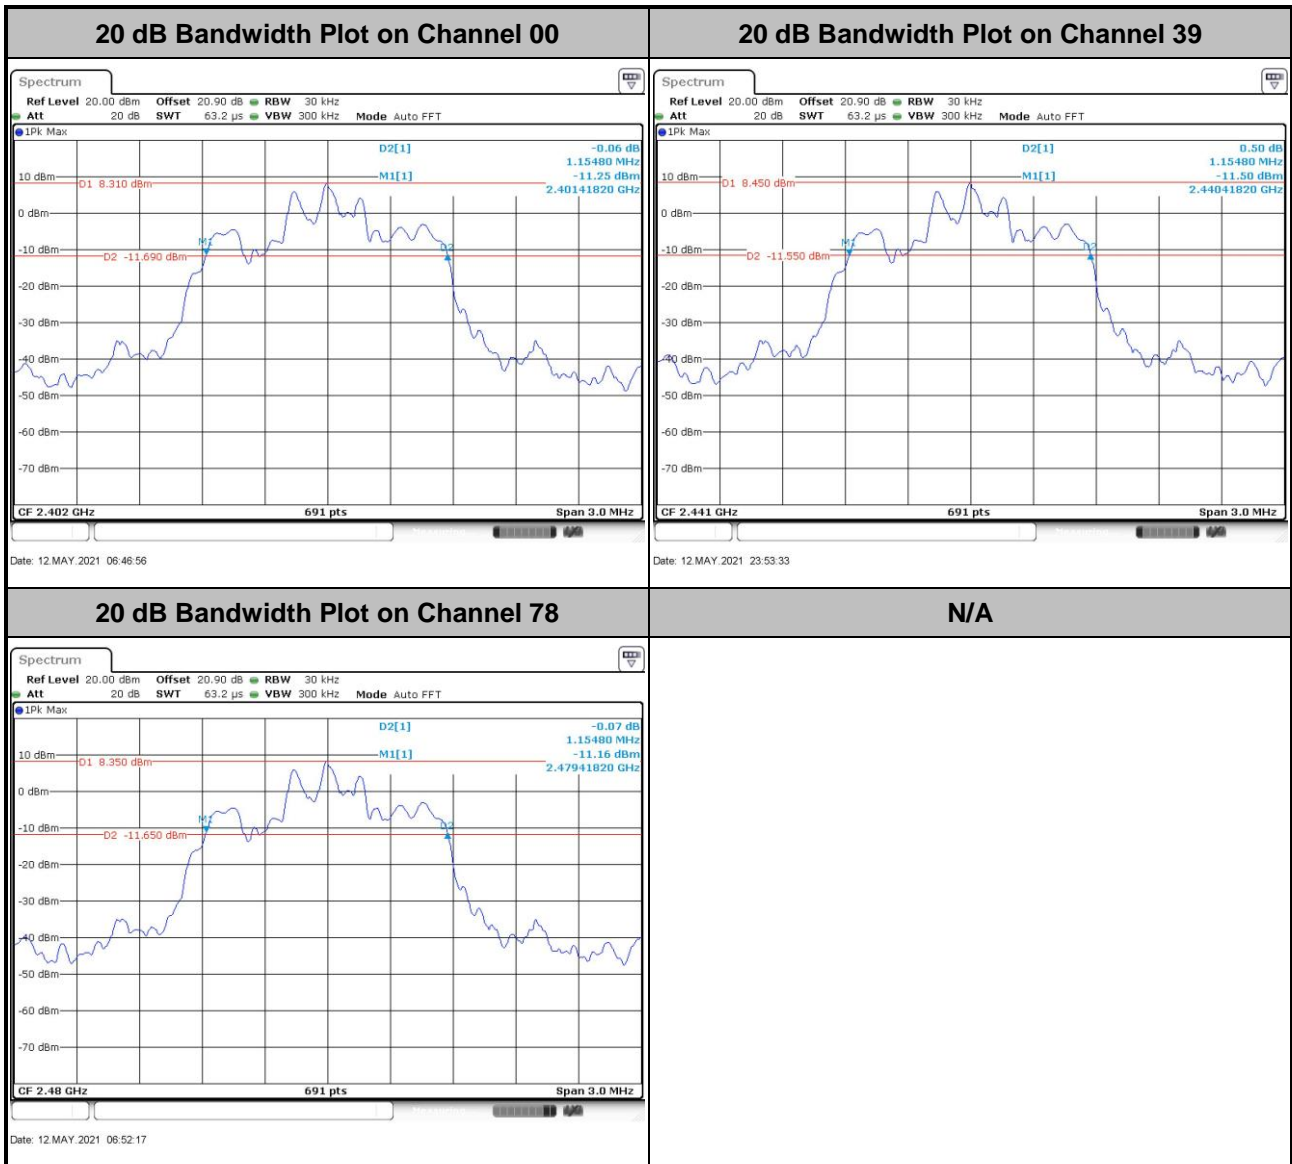 20 dB Bandwidth Plot on Channel 00
20 dB Bandwidth Plot on Channel 39
Spectrum
Ref Level 20.00 dBm Offset 20.90 dB RBW 30 kHz
Att 20 dB SWT 63.2 µs VBW 300 kHz Mode Auto FFT
1Pk Max
D2[1] -0.06 dB
1.15480 MHz
10 dBm M1[1] -11.25 dBm
D1 8.310 dBm 2.40141820 GHz
0 dBm
M1
D2
-10 dBm
D2 -11.690 dBm
-20 dBm
-30 dBm
-40 dBm
-50 dBm
-60 dBm
-70 dBm
CF 2.402 GHz 691 pts Span 3.0 MHz
Date: 12.MAY.2021 06:46:56
Spectrum
Ref Level 20.00 dBm Offset 20.90 dB RBW 30 kHz
Att 20 dB SWT 63.2 µs VBW 300 kHz Mode Auto FFT
1Pk Max
D2[1] 0.50 dB
1.15480 MHz
10 dBm M1[1] -11.50 dBm
D1 8.450 dBm 2.44041820 GHz
0 dBm
M1
D2
-10 dBm
D2 -11.550 dBm
-20 dBm
-30 dBm
-40 dBm
-50 dBm
-60 dBm
-70 dBm
CF 2.441 GHz 691 pts Span 3.0 MHz
Date: 12.MAY.2021 23:53:33
20 dB Bandwidth Plot on Channel 78
N/A
Spectrum
Ref Level 20.00 dBm Offset 20.90 dB RBW 30 kHz
Att 20 dB SWT 63.2 µs VBW 300 kHz Mode Auto FFT
1Pk Max
D2[1] -0.07 dB
1.15480 MHz
10 dBm M1[1] -11.16 dBm
D1 8.350 dBm 2.47941820 GHz
0 dBm
M1
D2
-10 dBm
D2 -11.650 dBm
-20 dBm
-30 dBm
-40 dBm
-50 dBm
-60 dBm
-70 dBm
CF 2.48 GHz 691 pts Span 3.0 MHz
Date: 12.MAY.2021 06:52:17